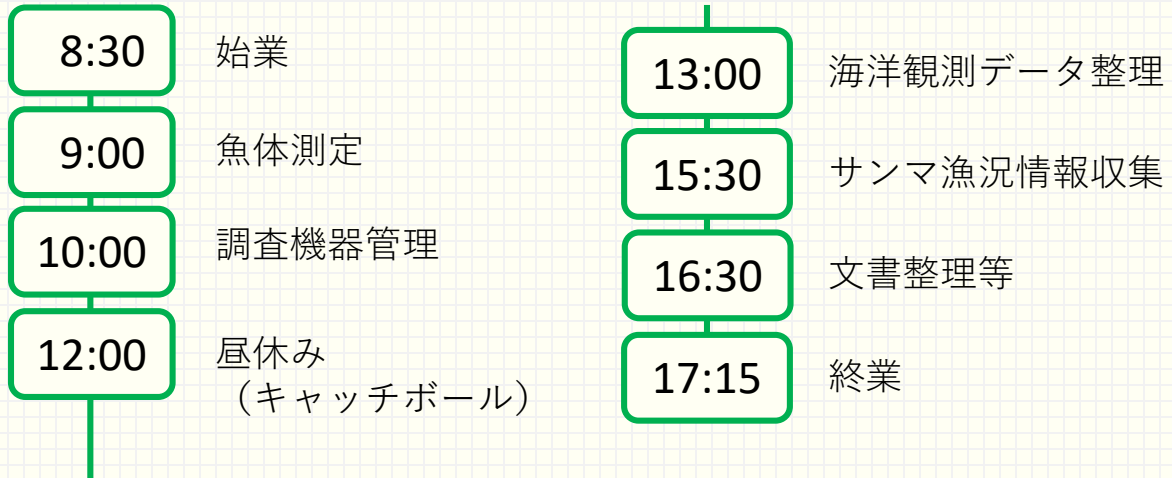 8:30 始業
9:00 魚体測定
10:00 調査機器管理
12:00 昼休み
（キャッチボール）
13:00 海洋観測データ整理
15:30 サンマ漁況情報収集
16:30 文書整理等
17:15 終業